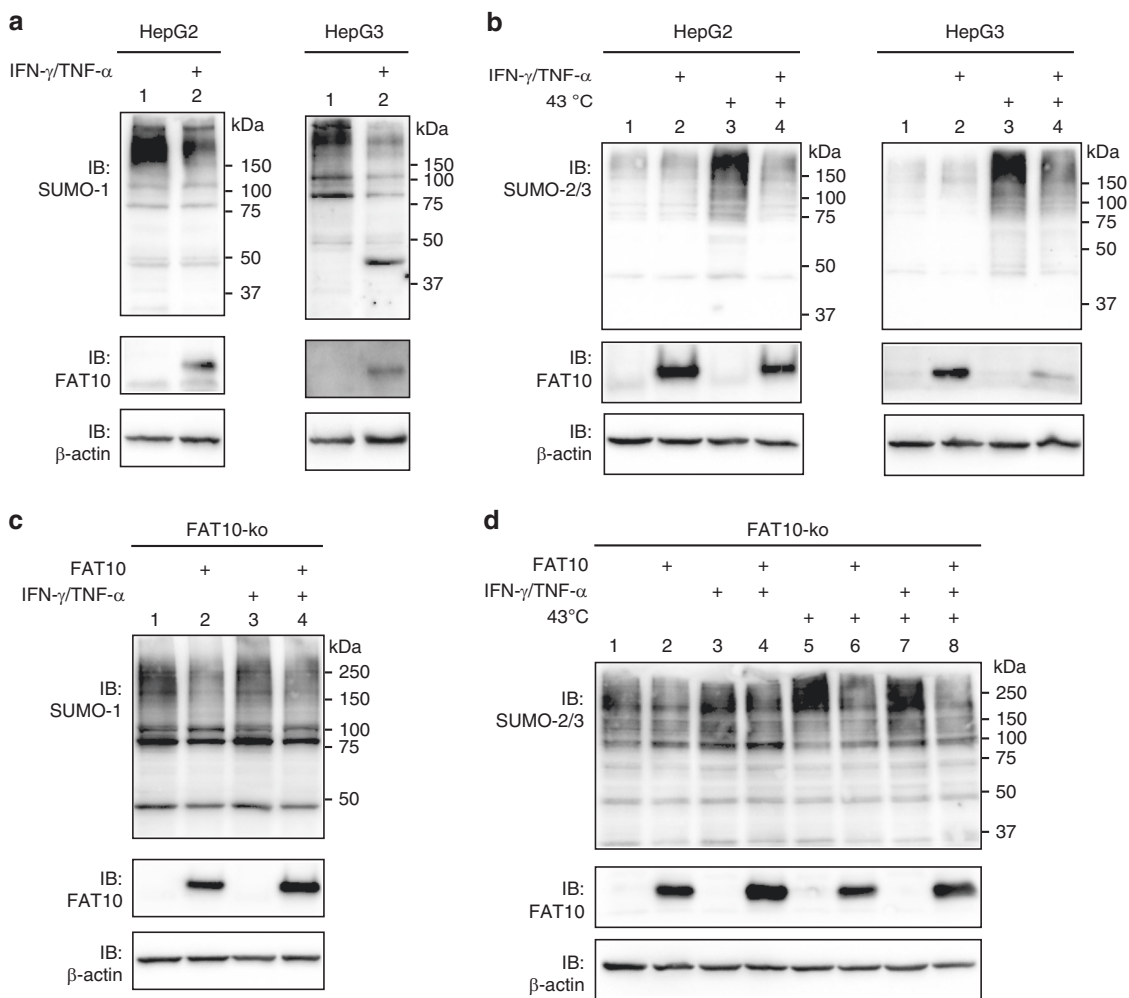 a
HepG2 HepG3
IFN-γ/TNF-α + +
1 2 1 2
kDa kDa
IB:
SUMO-1
150 150
100 100
75 75
50 50
37 37
IB:
FAT10
IB:
β-actin
b
HepG2 HepG3
IFN-γ/TNF-α + + + +
43 °C + + + +
1 2 3 4 1 2 3 4
kDa kDa
IB:
SUMO-2/3
150 150
100 100
75 75
50 50
37 37
IB:
FAT10
IB:
β-actin
c
FAT10-ko
FAT10 + +
IFN-γ/TNF-α + +
1 2 3 4
kDa
IB:
SUMO-1
250
150
100
75
50
IB:
FAT10
IB:
β-actin
d
FAT10-ko
FAT10 + + + +
IFN-γ/TNF-α + + + +
43°C + + + +
1 2 3 4 5 6 7 8
kDa
IB:
SUMO-2/3
250
150
100
75
50
37
IB:
FAT10
IB:
β-actin